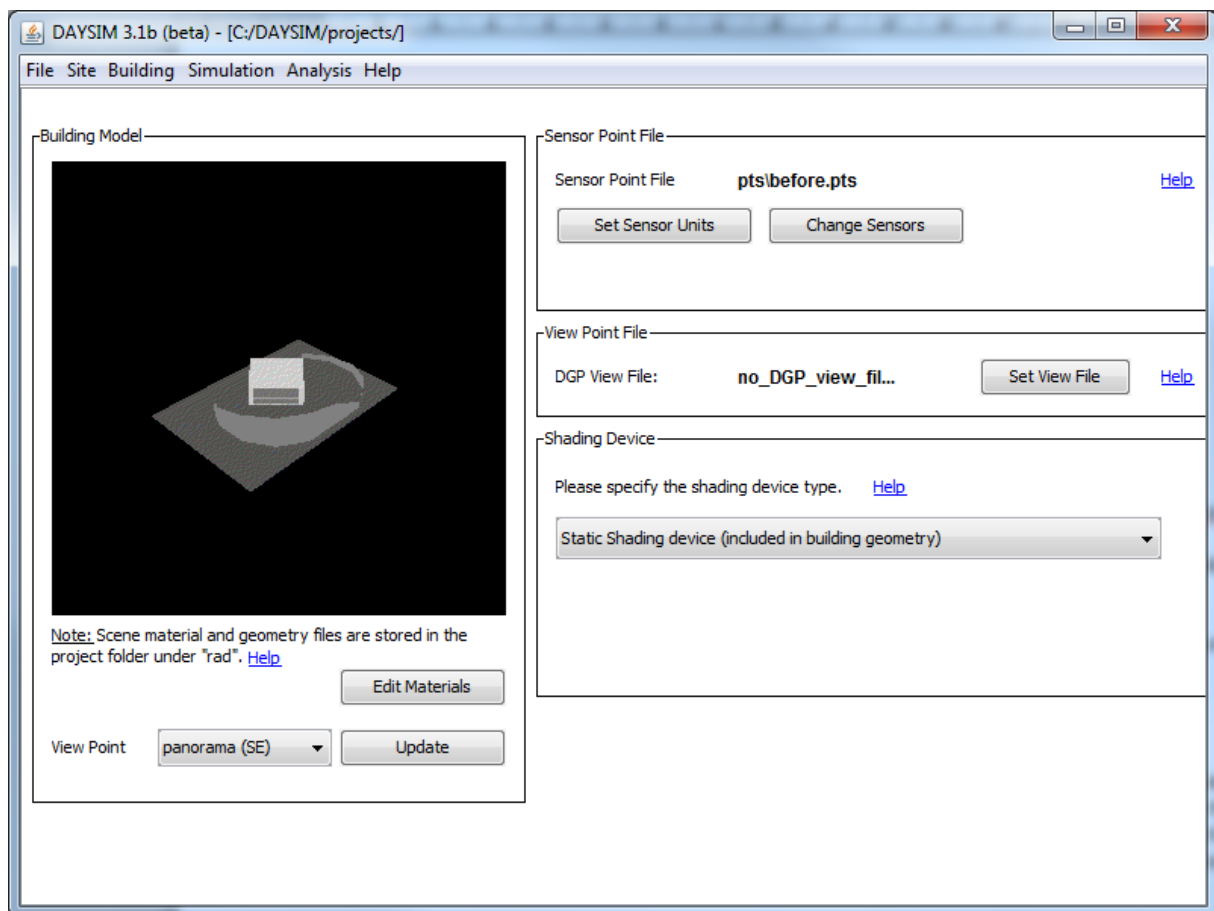 DAYSIM 3.1b (beta) - [C:/DAYSIM/projects/]
File Site Building Simulation Analysis Help
Building Model
Note: Scene material and geometry files are stored in the
project folder under "rad". Help
Edit Materials
View Point panorama (SE) Update
Sensor Point File
Sensor Point File pts\before.pts Help
Set Sensor Units Change Sensors
View Point File
DGP View File: no_DGP_view_fil... Set View File Help
Shading Device
Please specify the shading device type. Help
Static Shading device (included in building geometry)